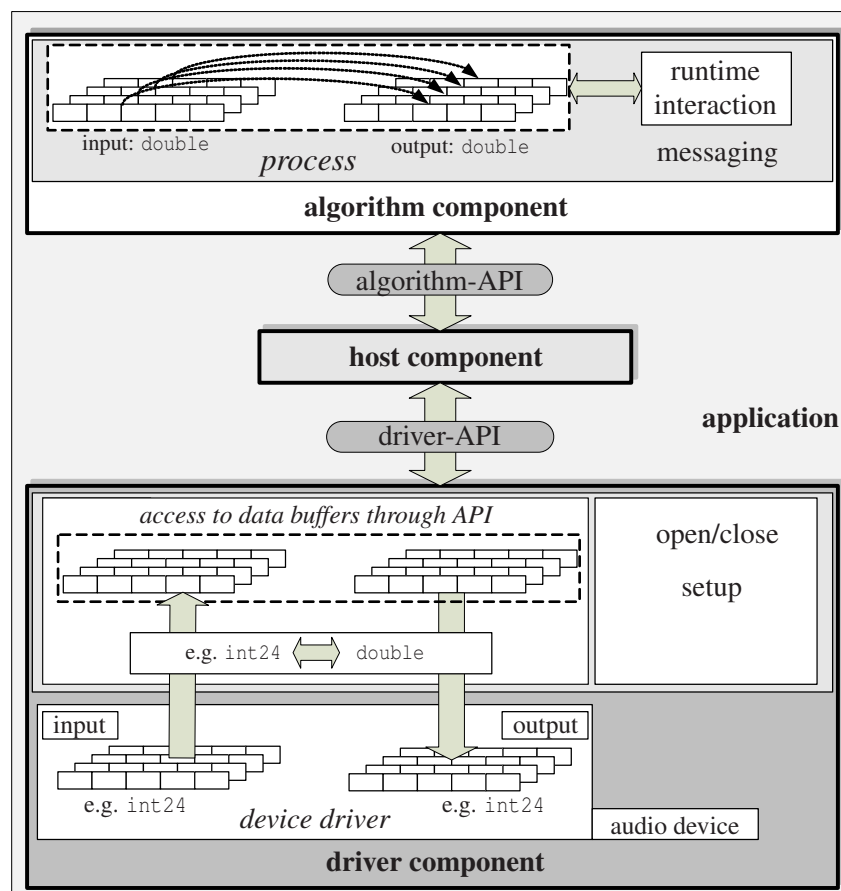 runtime
interaction
input: double
output: double
process
messaging
algorithm component
algorithm-API
host component
application
driver-API
access to data buffers through API
open/close
setup
e.g. int24
double
input
output
e.g. int24
e.g. int24
device driver
audio device
driver component